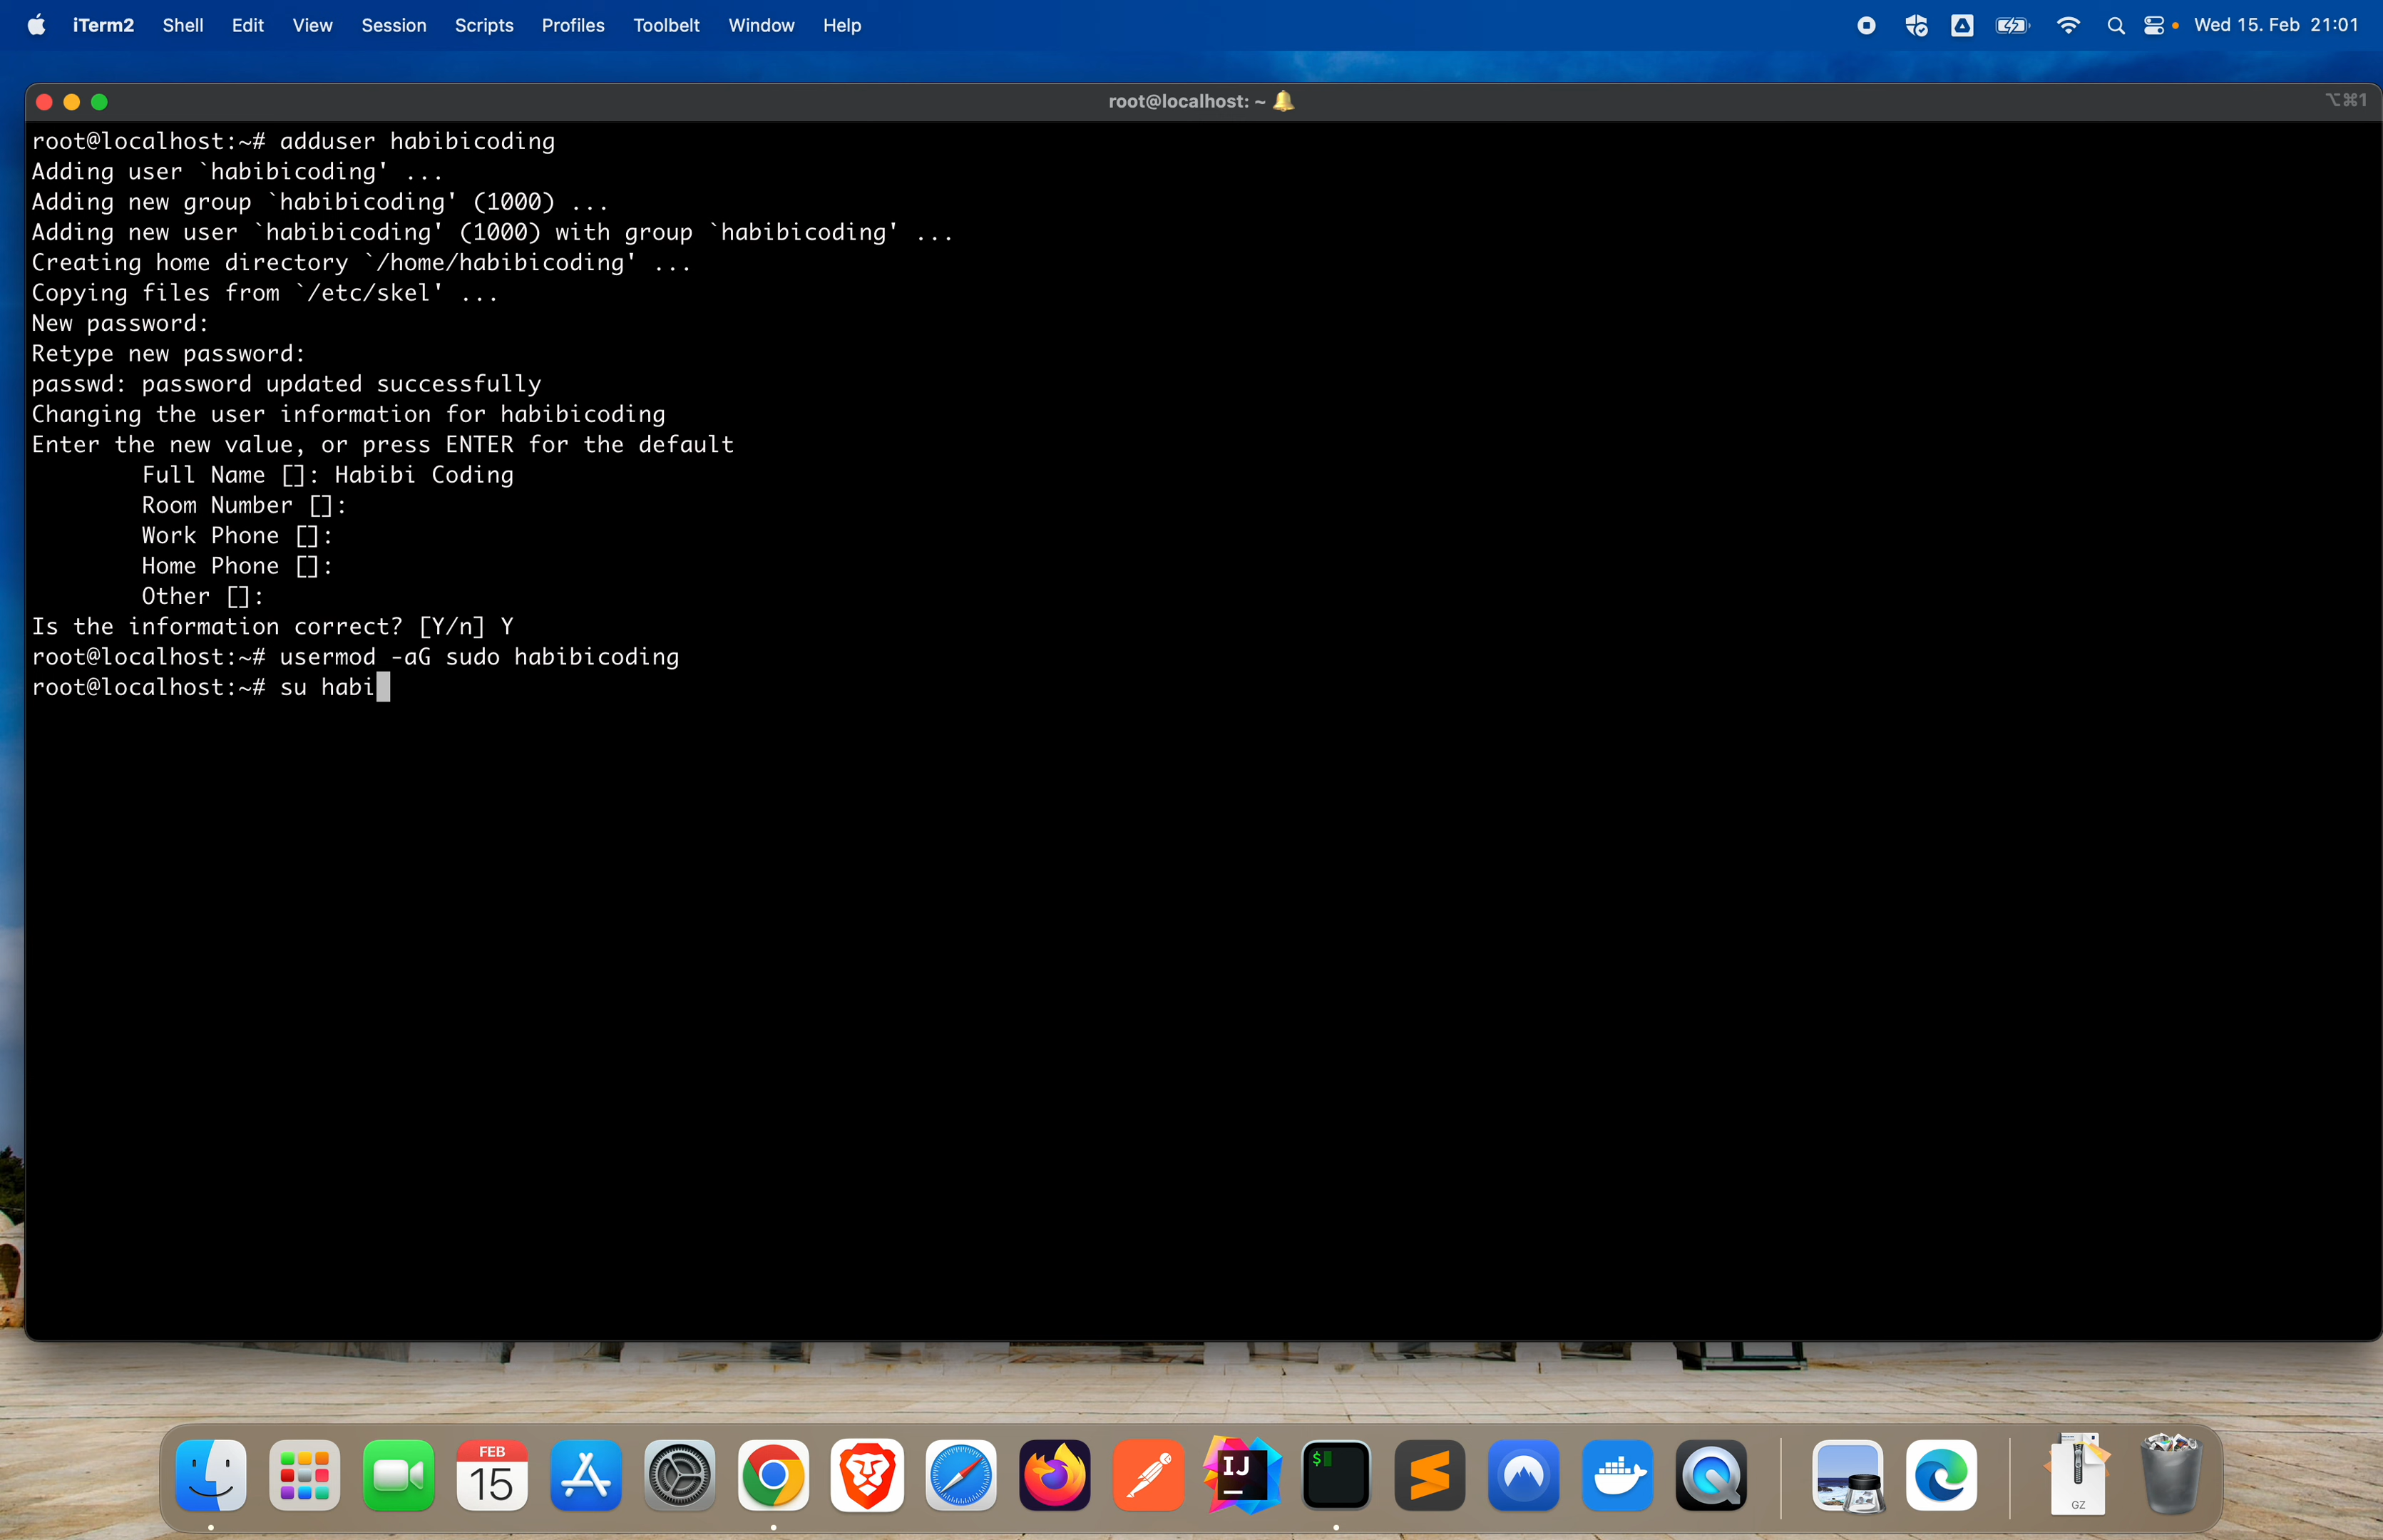 iTerm2 Shell Edit View Session Scripts Profiles Toolbelt Window Help Wed 15. Feb 21:01
root@localhost: ~ 🔔 ⌥⌘1
root@localhost:~# adduser habibicoding
Adding user `habibicoding' ...
Adding new group `habibicoding' (1000) ...
Adding new user `habibicoding' (1000) with group `habibicoding' ...
Creating home directory `/home/habibicoding' ...
Copying files from `/etc/skel' ...
New password:
Retype new password:
passwd: password updated successfully
Changing the user information for habibicoding
Enter the new value, or press ENTER for the default
Full Name []: Habibi Coding
Room Number []:
Work Phone []:
Home Phone []:
Other []:
Is the information correct? [Y/n] Y
root@localhost:~# usermod -aG sudo habibicoding
root@localhost:~# su habi
FEB
15
IJ
$
GZ